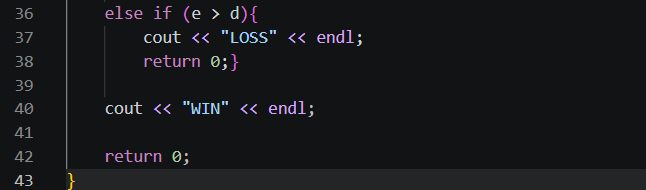 36 else if (e > d){
37 cout << "LOSS" << endl;
38 return 0;}
39
40 cout << "WIN" << endl;
41
42 return 0;
43 }